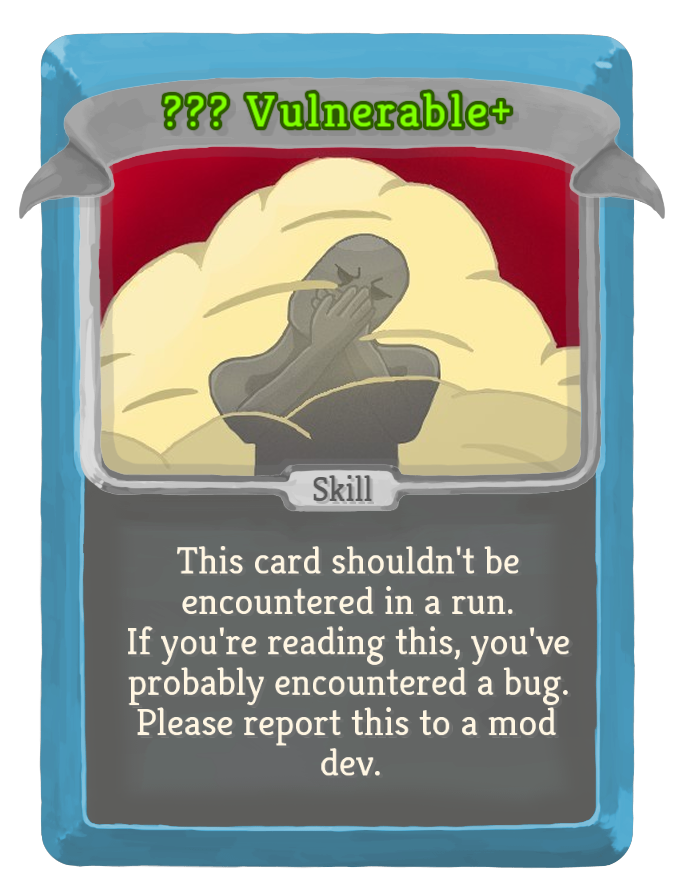 ??? Vulnerable+
Skill
This card shouldn't be
encountered in a run.
If you're reading this, you've
probably encountered a bug.
Please report this to a mod
dev.